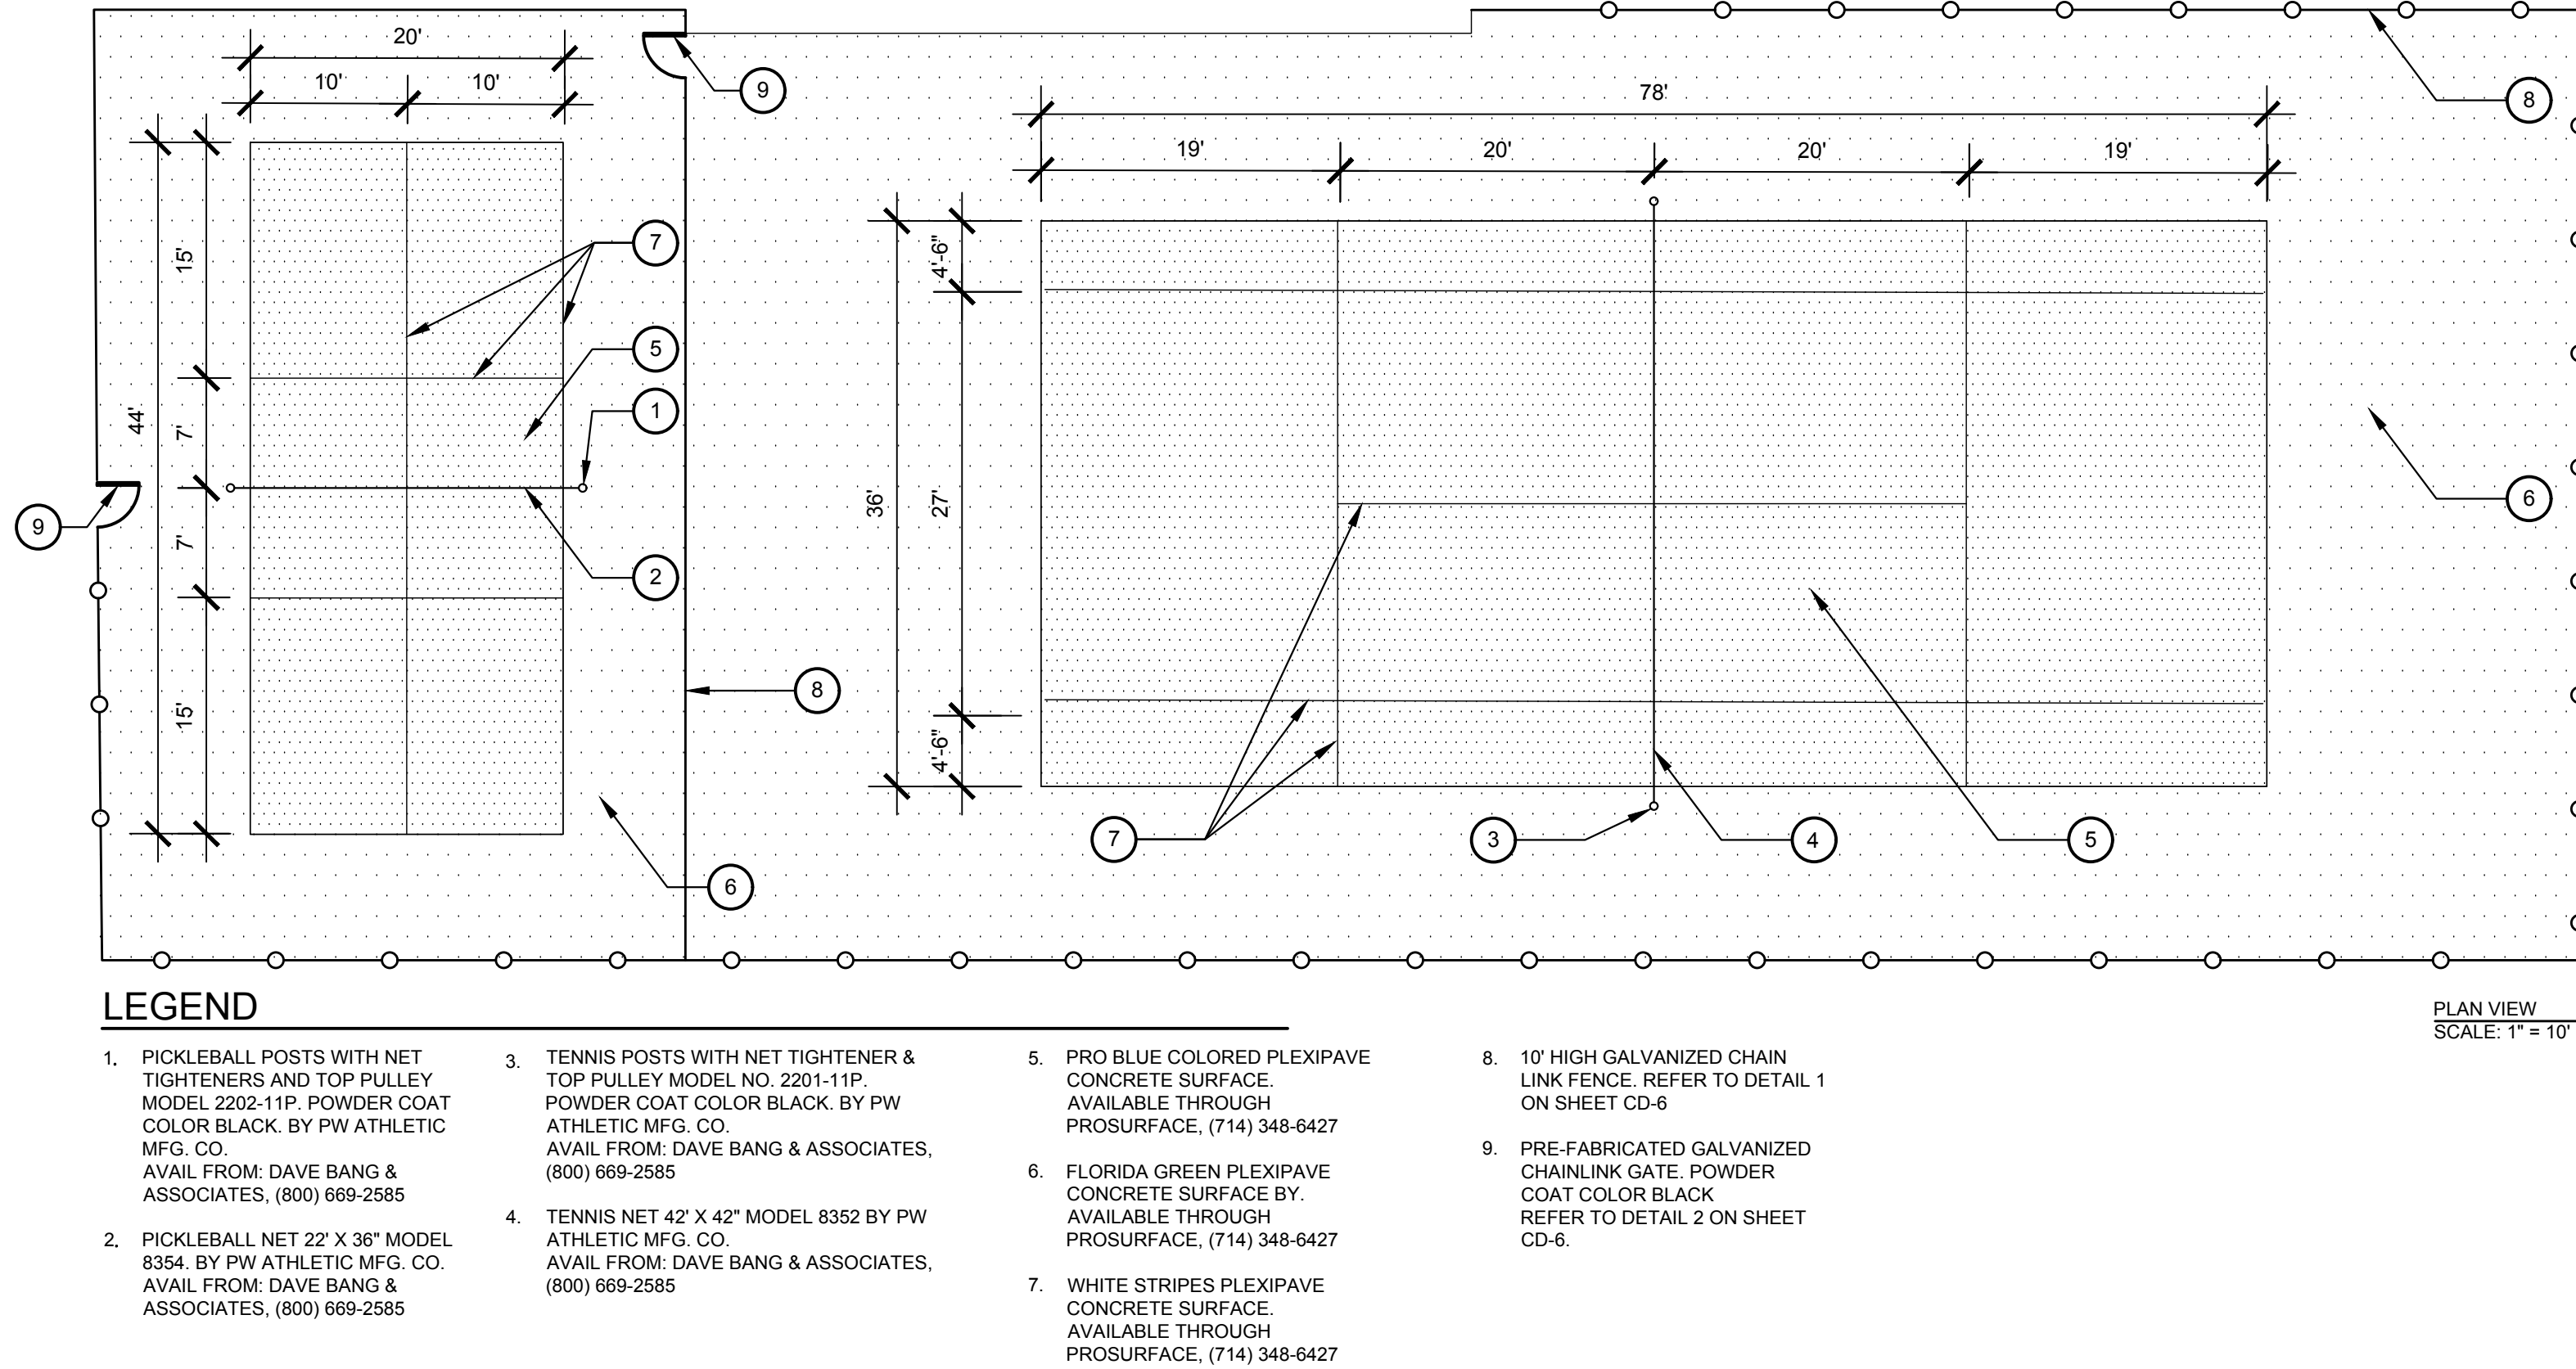 20'
10' 10'
9
8
78'
19' 20' 20' 19'
15'
7
4'-6"
5
1
44'
7'
36'
27'
6
9
7'
2
8
15'
4'-6"
7
3
4
5
6
LEGEND
PLAN VIEW
SCALE: 1" = 10'
1. PICKLEBALL POSTS WITH NET
TIGHTENERS AND TOP PULLEY
MODEL 2202-11P. POWDER COAT
COLOR BLACK. BY PW ATHLETIC
MFG. CO.
AVAIL FROM: DAVE BANG &
ASSOCIATES, (800) 669-2585
2. PICKLEBALL NET 22' X 36" MODEL
8354. BY PW ATHLETIC MFG. CO.
AVAIL FROM: DAVE BANG &
ASSOCIATES, (800) 669-2585
3. TENNIS POSTS WITH NET TIGHTENER &
TOP PULLEY MODEL NO. 2201-11P.
POWDER COAT COLOR BLACK. BY PW
ATHLETIC MFG. CO.
AVAIL FROM: DAVE BANG & ASSOCIATES,
(800) 669-2585
4. TENNIS NET 42' X 42" MODEL 8352 BY PW
ATHLETIC MFG. CO.
AVAIL FROM: DAVE BANG & ASSOCIATES,
(800) 669-2585
5. PRO BLUE COLORED PLEXIPAVE
CONCRETE SURFACE.
AVAILABLE THROUGH
PROSURFACE, (714) 348-6427
6. FLORIDA GREEN PLEXIPAVE
CONCRETE SURFACE BY.
AVAILABLE THROUGH
PROSURFACE, (714) 348-6427
7. WHITE STRIPES PLEXIPAVE
CONCRETE SURFACE.
AVAILABLE THROUGH
PROSURFACE, (714) 348-6427
8. 10' HIGH GALVANIZED CHAIN
LINK FENCE. REFER TO DETAIL 1
ON SHEET CD-6
9. PRE-FABRICATED GALVANIZED
CHAINLINK GATE. POWDER
COAT COLOR BLACK
REFER TO DETAIL 2 ON SHEET
CD-6.